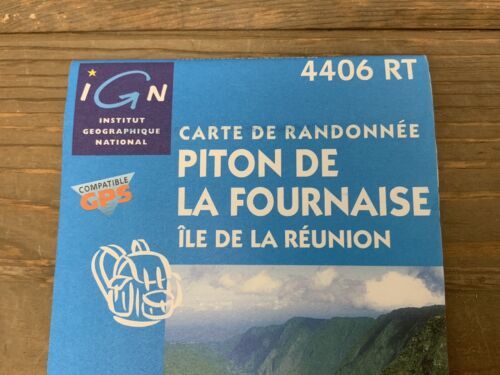 4406 RT
IGN
INSTITUT
GEOGRAPHIQUE
NATIONAL
CARTE DE RANDONNÉE
PITON DE
LA FOURNAISE
ÎLE DE LA RÉUNION
COMPATIBLE
GPS